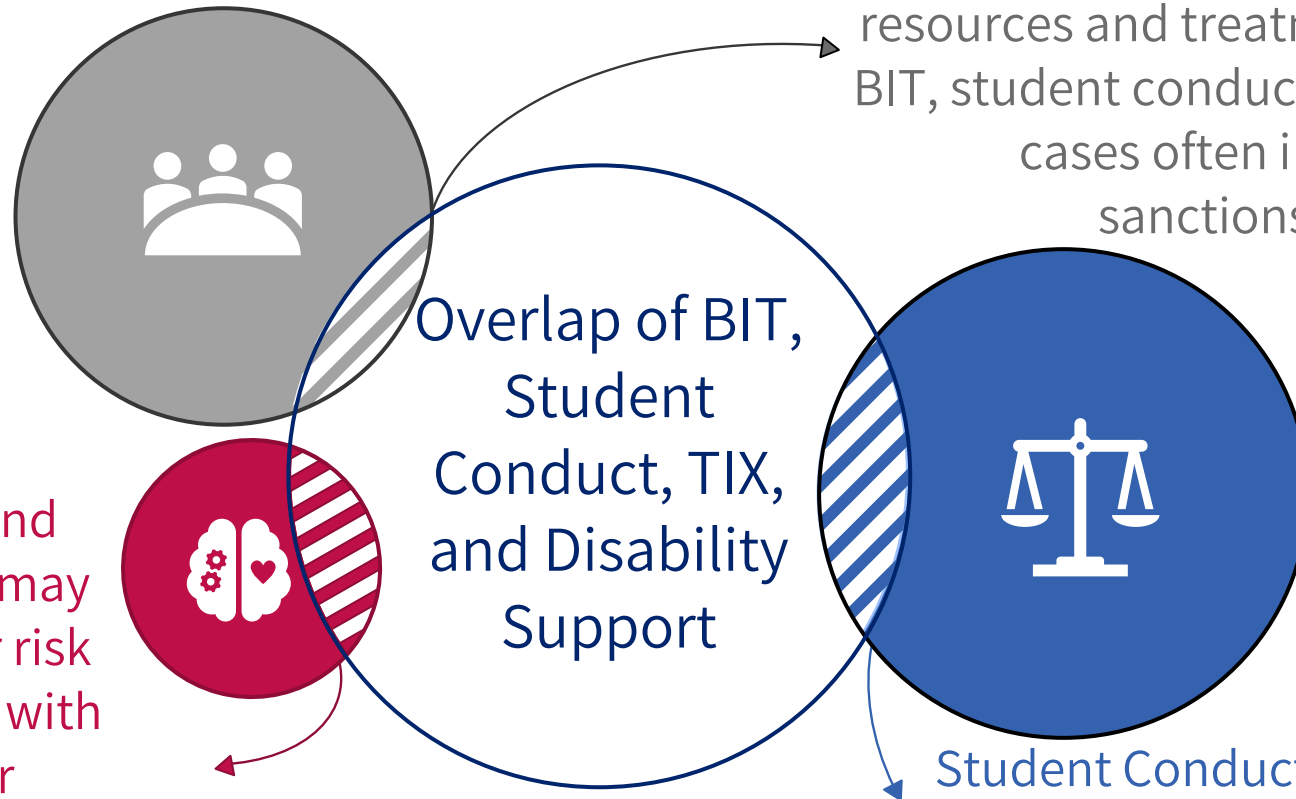 resources and treatm
BIT, student conduc
cases often i
sanctions
Overlap of BIT,
Student
Conduct, TIX,
and Disability
Support
nd
may
r risk
with
r
Student Conduct